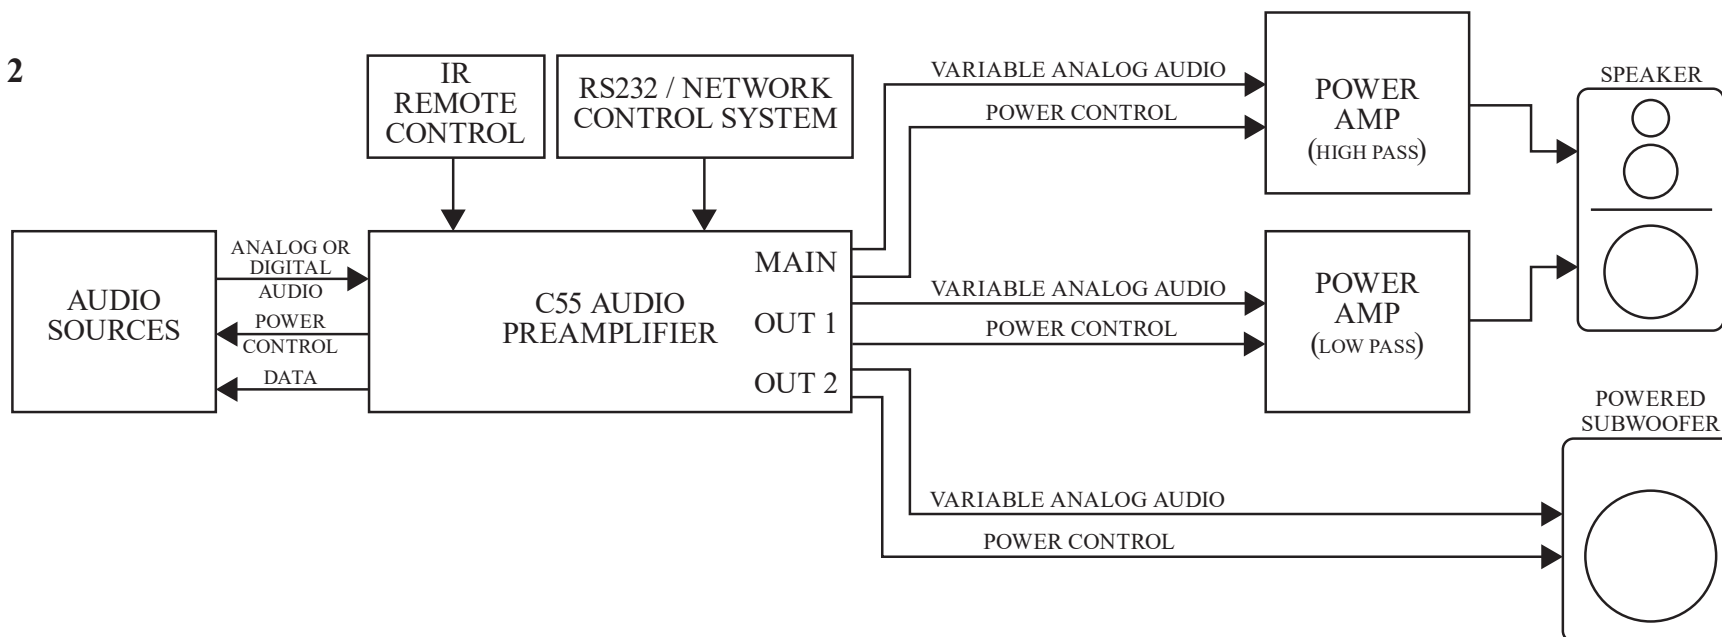 2
IR
REMOTE
CONTROL
RS232 / NETWORK
CONTROL SYSTEM
AUDIO
SOURCES
ANALOG OR
DIGITAL
AUDIO
POWER
CONTROL
DATA
C55 AUDIO
PREAMPLIFIER
MAIN
OUT 1
OUT 2
VARIABLE ANALOG AUDIO
POWER CONTROL
VARIABLE ANALOG AUDIO
POWER CONTROL
VARIABLE ANALOG AUDIO
POWER CONTROL
POWER
AMP
(HIGH PASS)
POWER
AMP
(LOW PASS)
SPEAKER
POWERED
SUBWOOFER